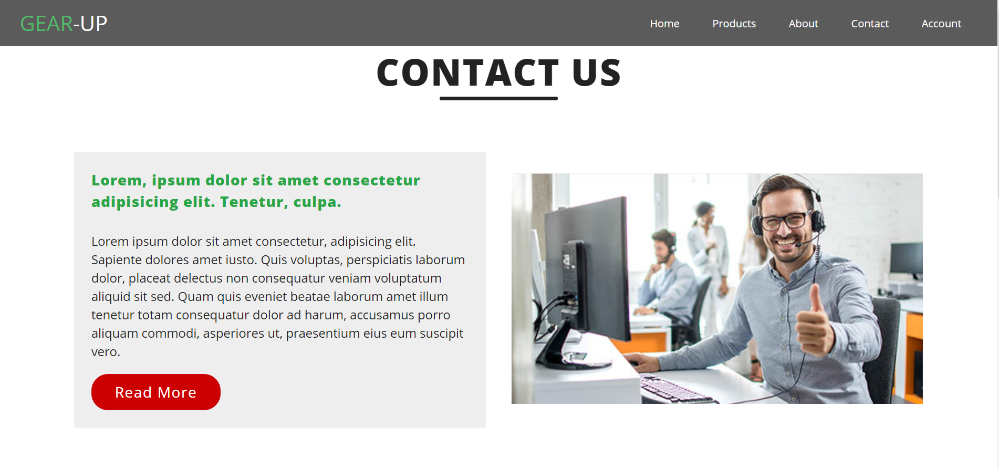 GEAR-UP
Home Products About Contact Account
CONTACT US
Lorem, ipsum dolor sit amet consectetur
adipisicing elit. Tenetur, culpa.
Lorem ipsum dolor sit amet consectetur, adipisicing elit.
Sapiente dolores amet iusto. Quis voluptas, perspiciatis laborum
dolor, placeat delectus non consequatur veniam voluptatum
aliquid sit sed. Quam quis eveniet beatae laborum amet illum
tenetur totam consequatur dolor ad harum, accusamus porro
aliquam commodi, asperiores ut, praesentium eius eum suscipit
vero.
Read More